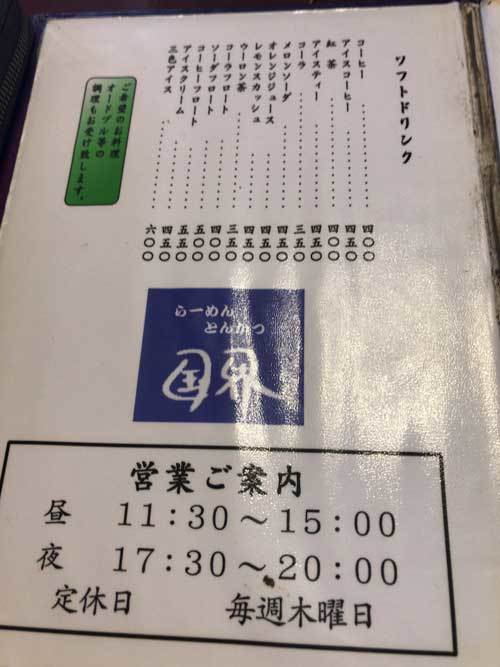 ソフトドリンク
コーヒー 四〇〇
アイスコーヒー 四五〇
紅茶 四〇〇
アイスティー 四五〇
コーラ 三五〇
メロンソーダ 四五〇
オレンジジュース 四五〇
レモンスカッシュ 四五〇
ウーロン茶 三五〇
コーラフロート 五〇〇
ソーダフロート 五〇〇
コーヒーフロート 五五〇
アイスクリーム 四五〇
三色アイス 六〇〇
ご希望のお料理
オードブル等の
調理もお受け致します。
らーめん
とんかつ
国界
営業ご案内
昼 11:30～15:00
夜 17:30～20:00
定休日 毎週木曜日